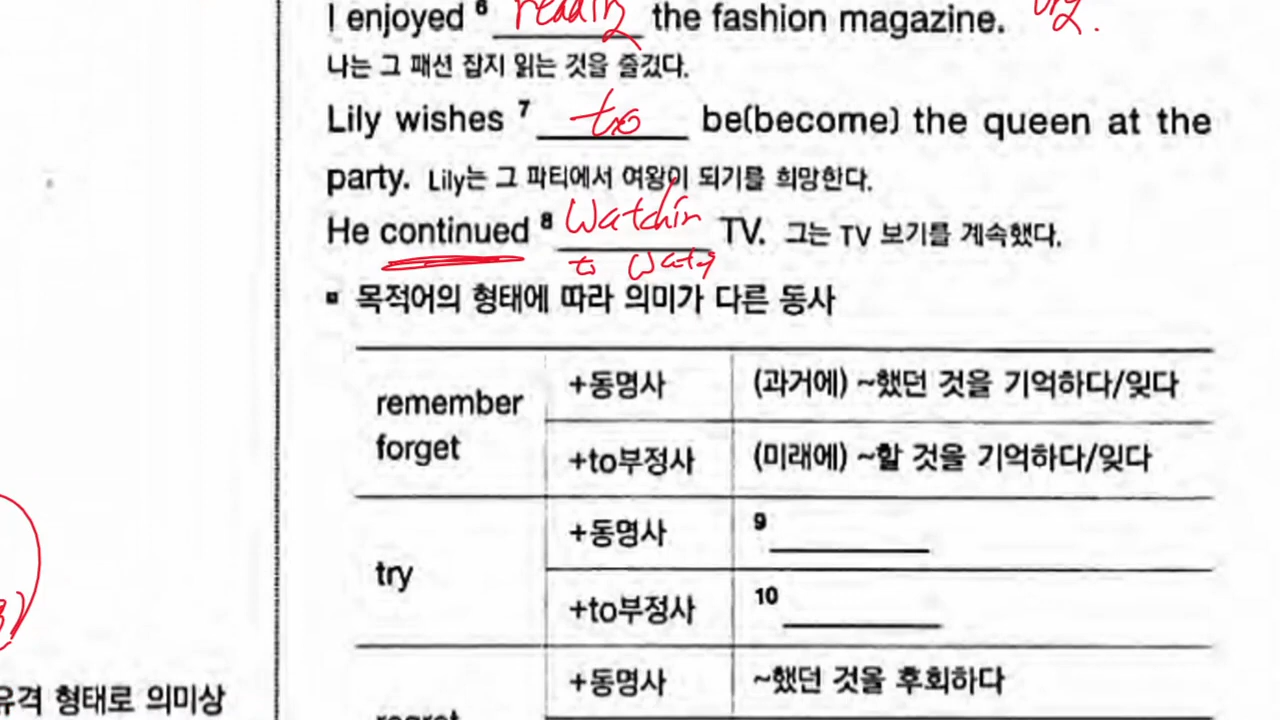 I enjoyed 6 readin the fashion magazine.
나는 그 패션 잡지 읽는 것을 즐겼다.
Lily wishes 7 to be(become) the queen at the
party. Lily는 그 파티에서 여왕이 되기를 희망한다.
He continued 8 Watchin TV. 그는 TV 보기를 계속했다.
to
▪ 목적어의 형태에 따라 의미가 다른 동사
remember
forget
+동명사 (과거에) ~했던 것을 기억하다/잊다
+to부정사 (미래에) ~할 것을 기억하다/잊다
try
+동명사 9
+to부정사 10
+동명사 ~했던 것을 후회하다
유격 형태로 의미상